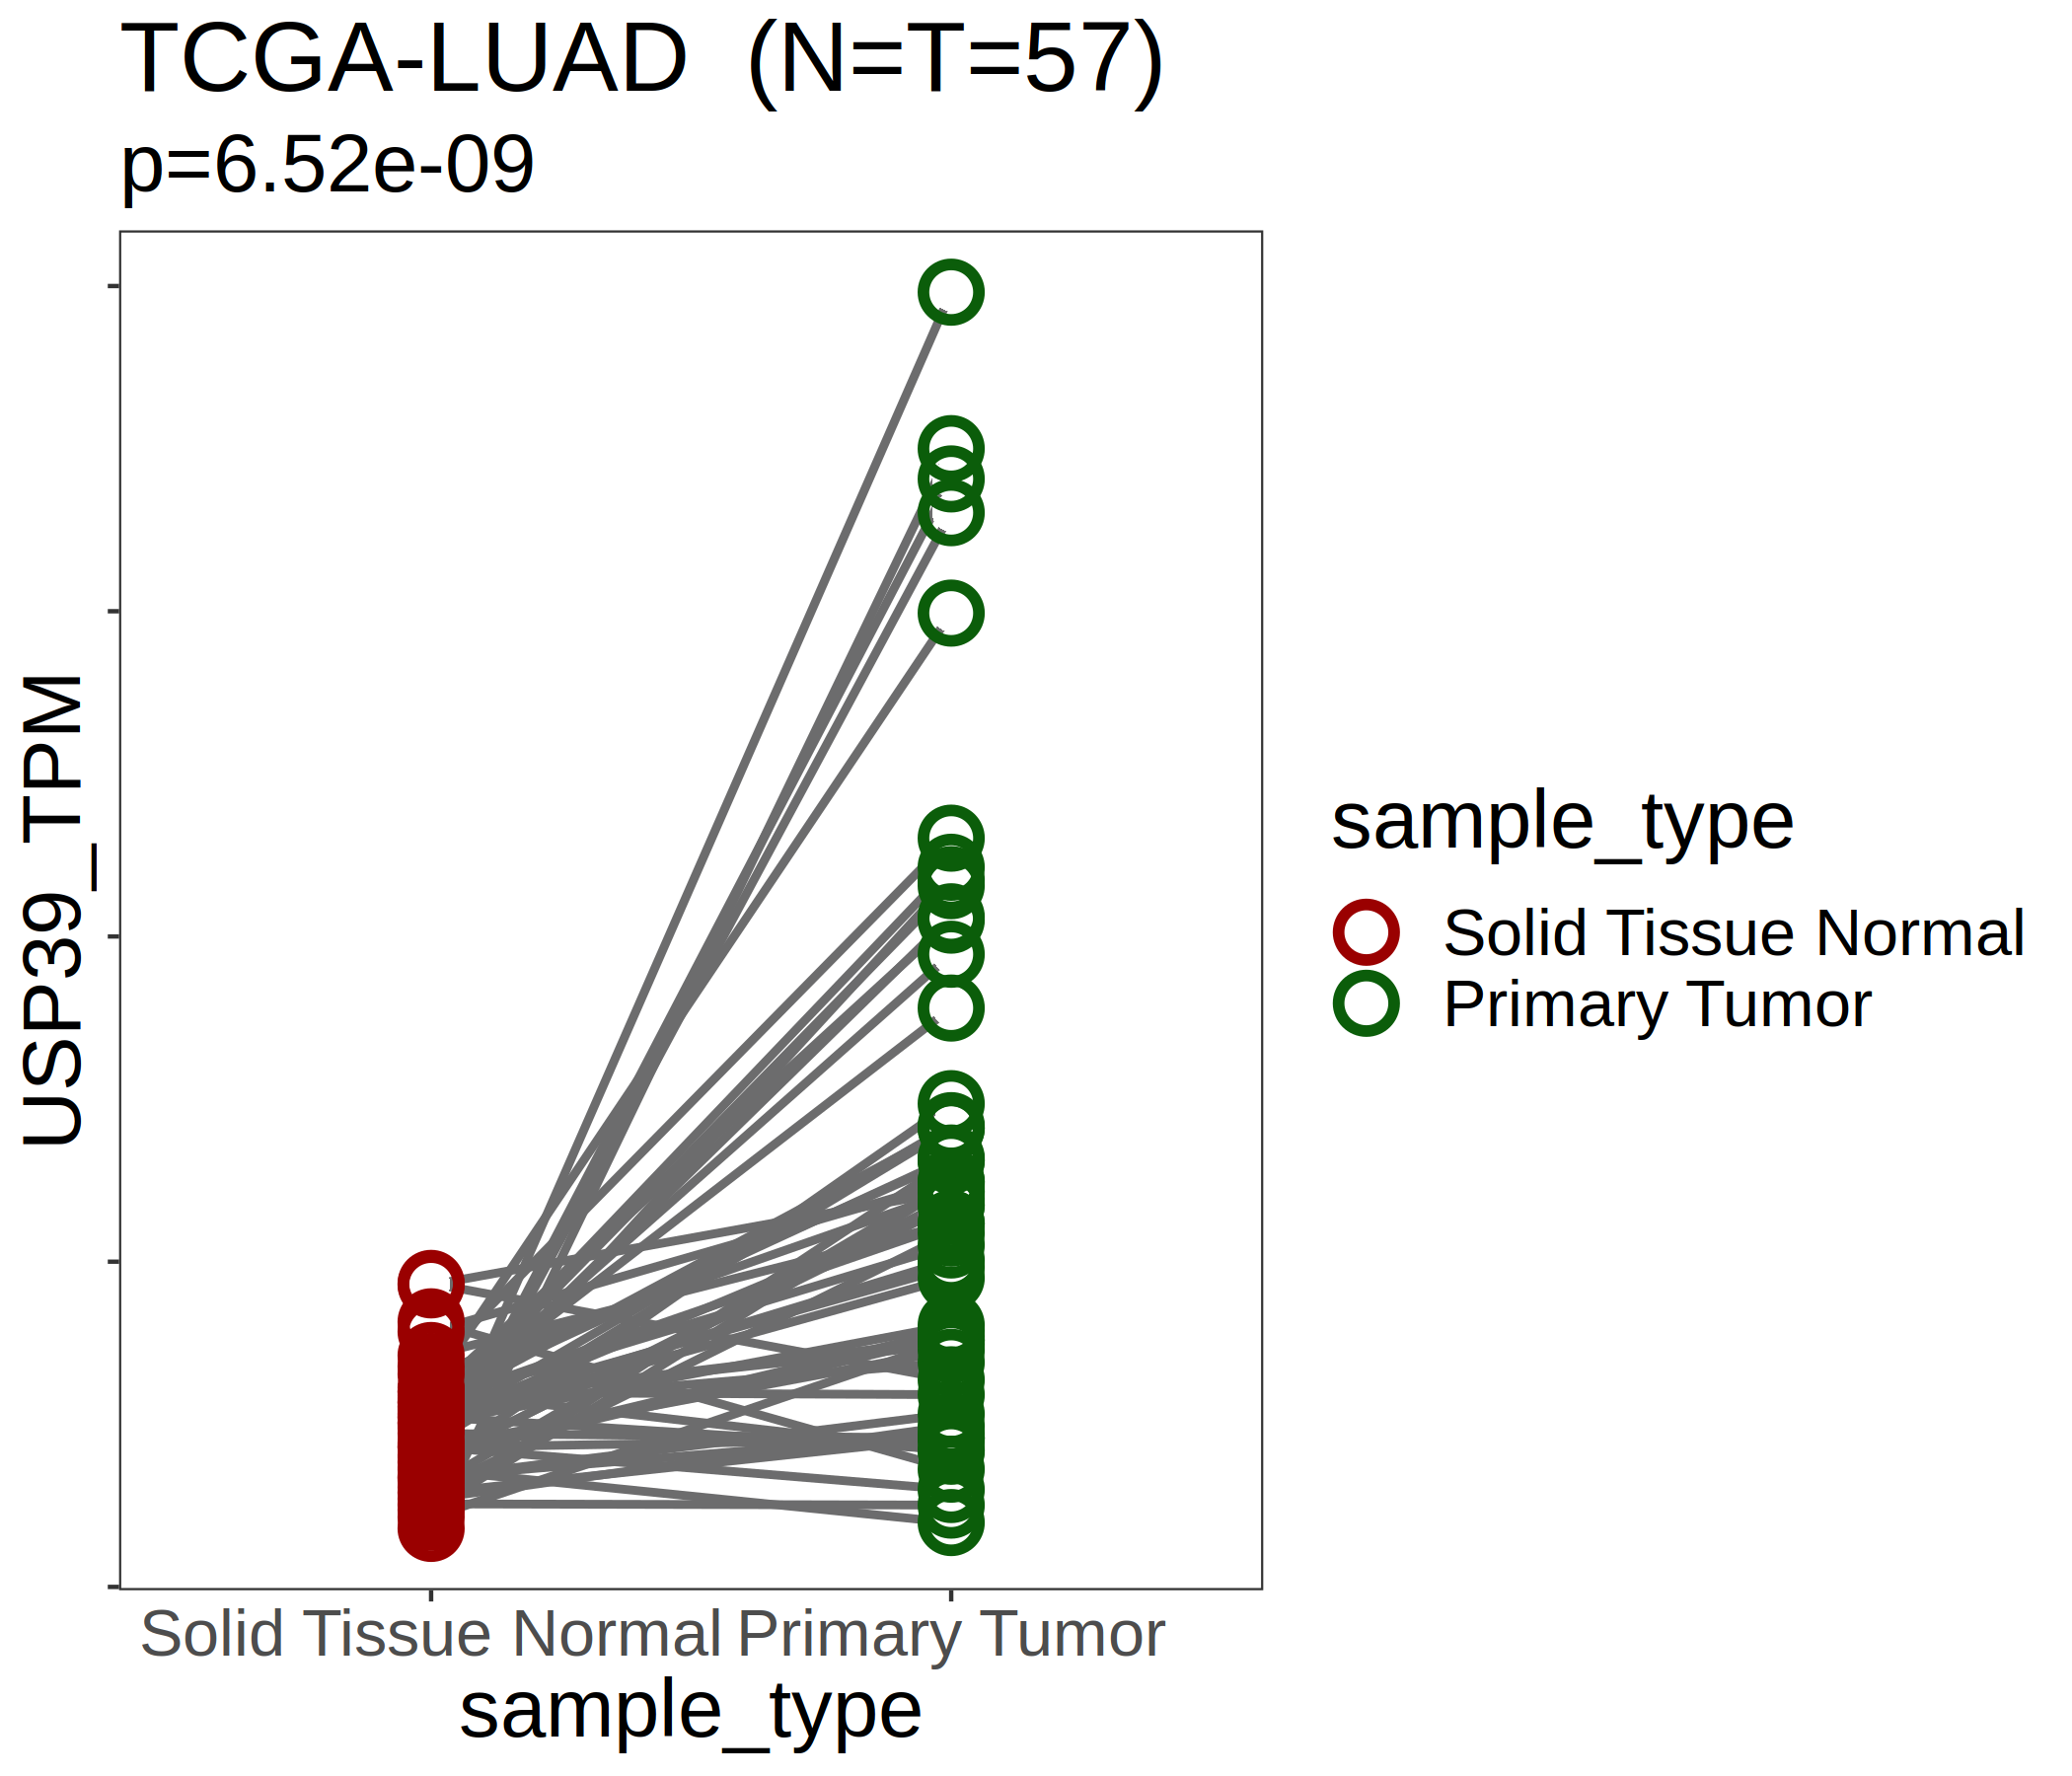 TCGA-LUAD  (N=T=57)
p=6.52e-09
USP39_TPM
Solid Tissue Normal
Primary Tumor
sample_type
sample_type
Solid Tissue Normal
Primary Tumor